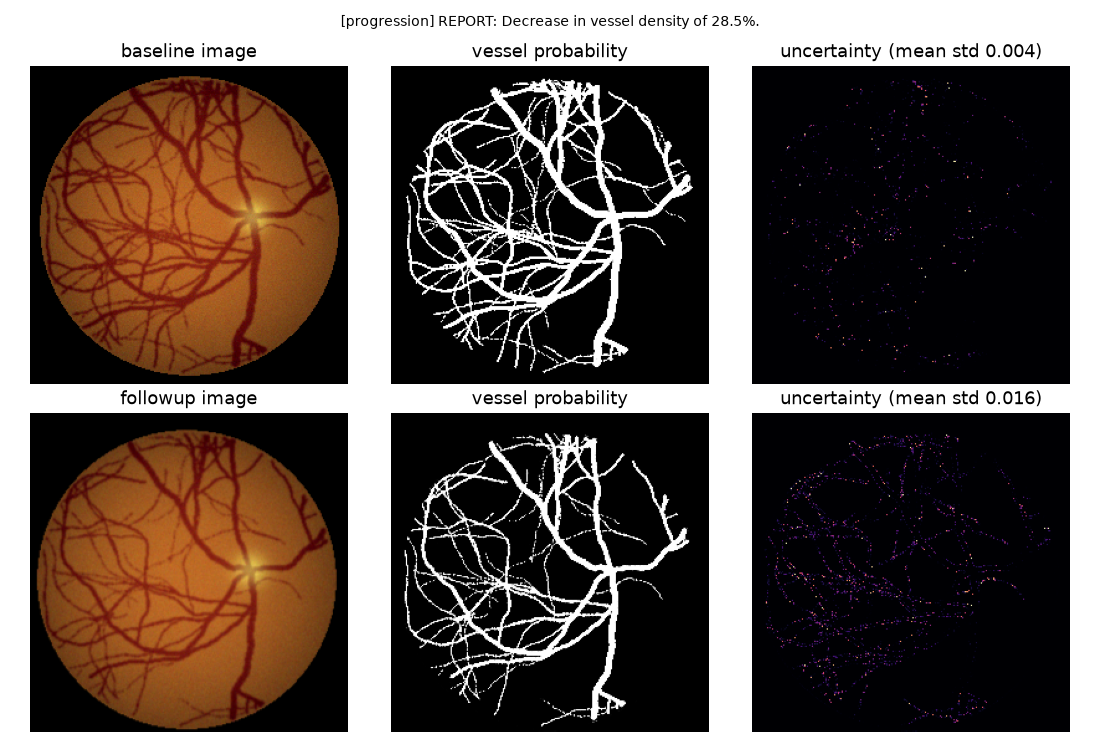 [progression] REPORT: Decrease in vessel density of 28.5%.
baseline image
vessel probability
uncertainty (mean std 0.004)
followup image
vessel probability
uncertainty (mean std 0.016)